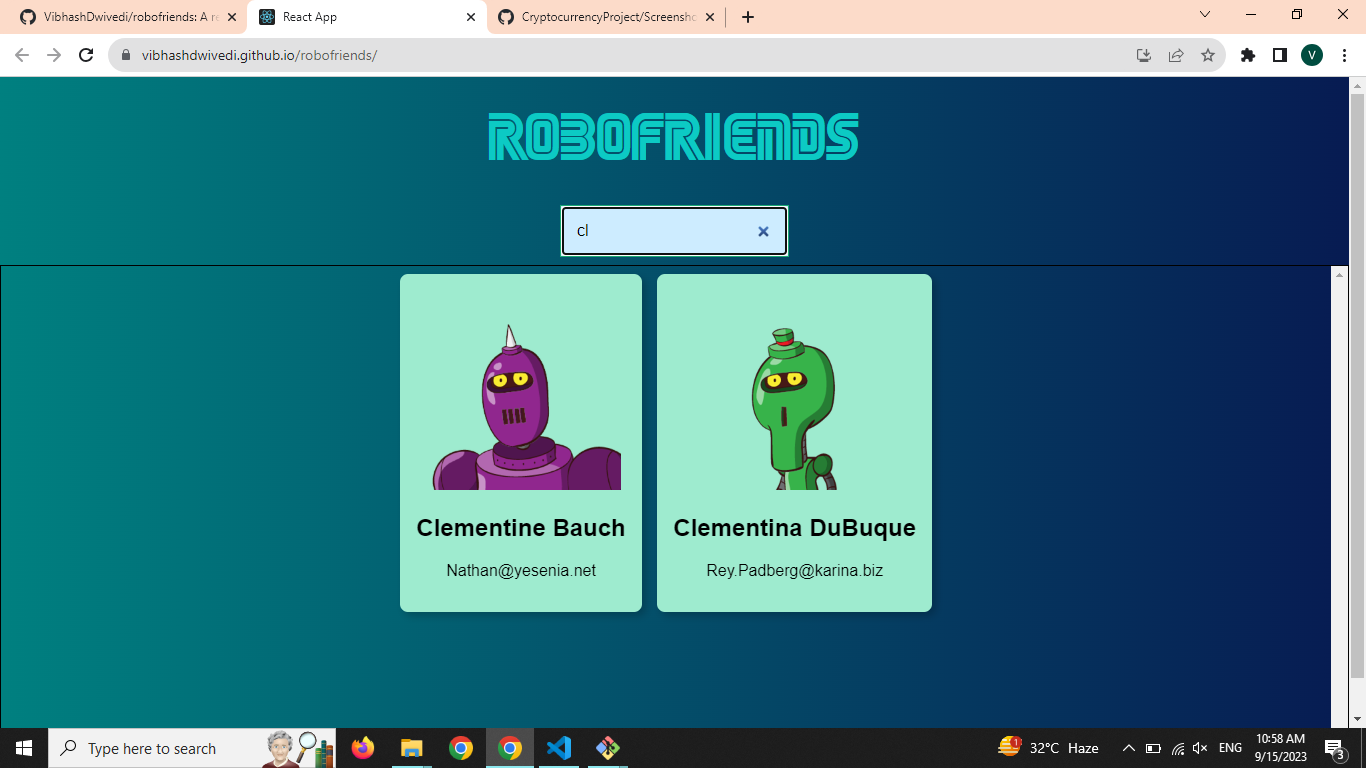 VibhashDwivedi/robofriends: A re
React App
CryptocurrencyProject/Screensho
vibhashdwivedi.github.io/robofriends/
V
ROBOFRIENDS
cl
Clementine Bauch
Nathan@yesenia.net
Clementina DuBuque
Rey.Padberg@karina.biz
Type here to search
1
32°C Haze
ENG
10:58 AM
9/15/2023
3